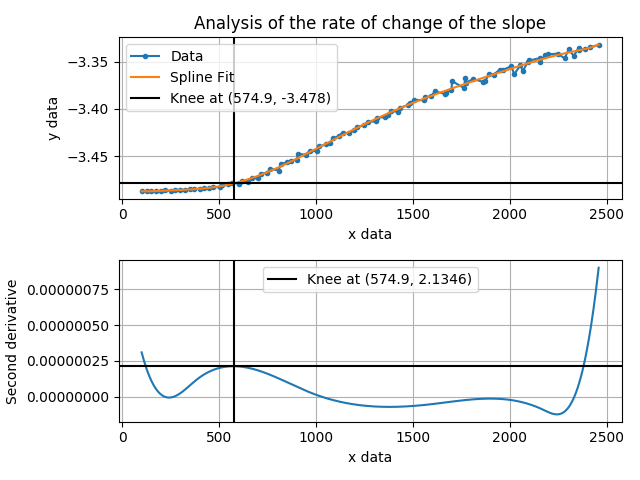 Analysis of the rate of change of the slope
Data
Spline Fit
Knee at (574.9, -3.478)
−3.35
−3.40
−3.45
y data
0
500
1000
1500
2000
2500
x data
Knee at (574.9, 2.1346)
0.00000075
0.00000050
0.00000025
0.00000000
Second derivative
0
500
1000
1500
2000
2500
x data